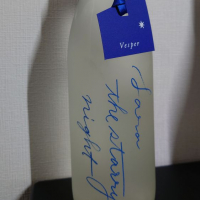 Vesper
the starry
night